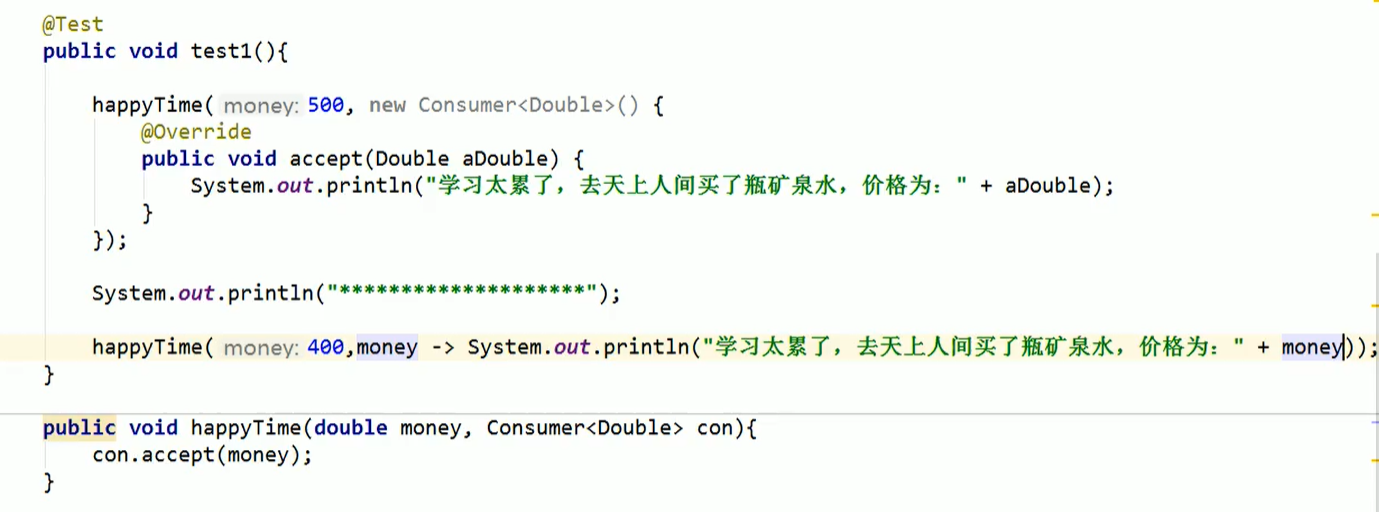 @Test
public void test1(){
happyTime( money: 500, new Consumer<Double>() {
@Override
public void accept(Double aDouble) {
System.out.println("学习太累了，去天上人间买了瓶矿泉水，价格为：" + aDouble);
}
});
System.out.println("********************");
happyTime( money: 400,money -> System.out.println("学习太累了，去天上人间买了瓶矿泉水，价格为：" + money));
}
public void happyTime(double money, Consumer<Double> con){
con.accept(money);
}